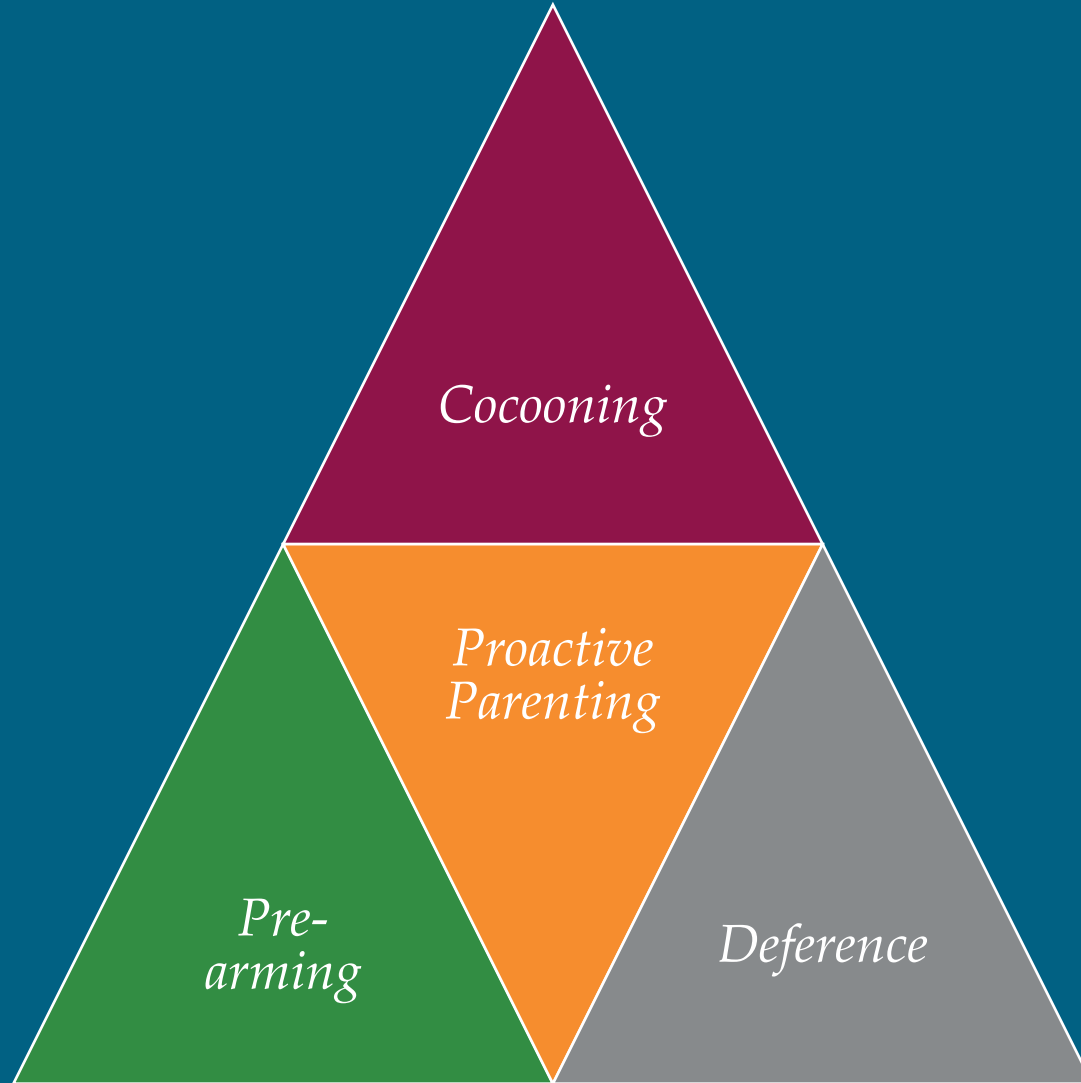 Cocooning
Proactive
Parenting
Pre-
arming
Deference